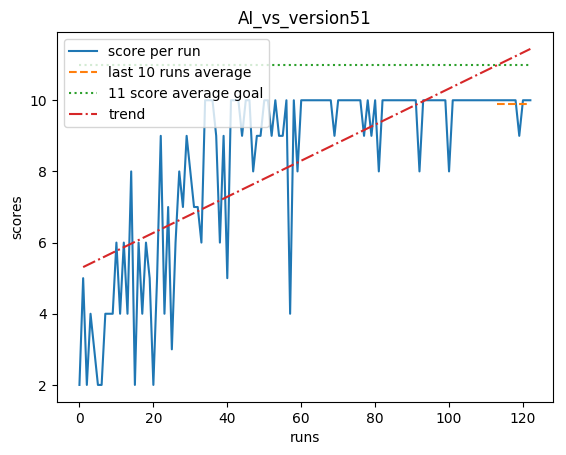 AI_vs_version51
score per run
last 10 runs average
11 score average goal
trend
scores
10
8
6
4
2
0
20
40
60
80
100
120
runs